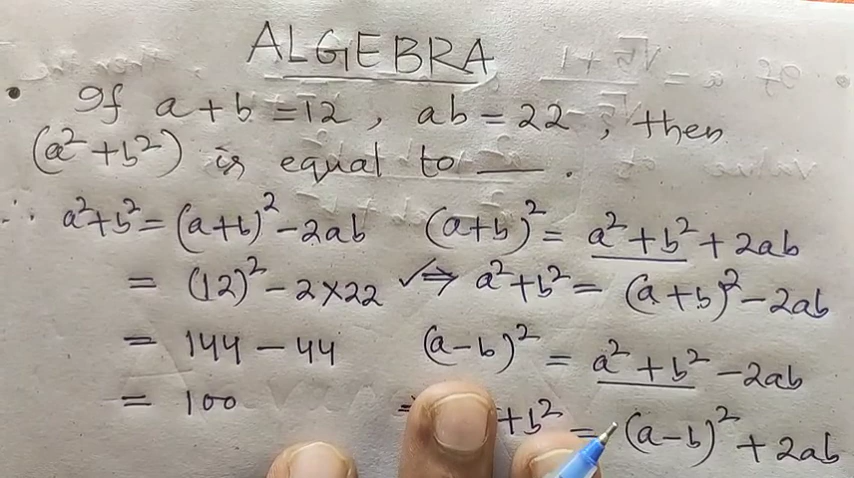 ALGEBRA
• If a + b = 12 , ab = 22 , then
(a² + b²) is equal to ___ .
∴ a² + b² = (a+b)² - 2ab
= (12)² - 2×22
= 144 - 44
= 100
(a+b)² = a² + b² + 2ab
✓⇒ a² + b² = (a+b)² - 2ab
(a-b)² = a² + b² - 2ab
+ b² = (a-b)² + 2ab